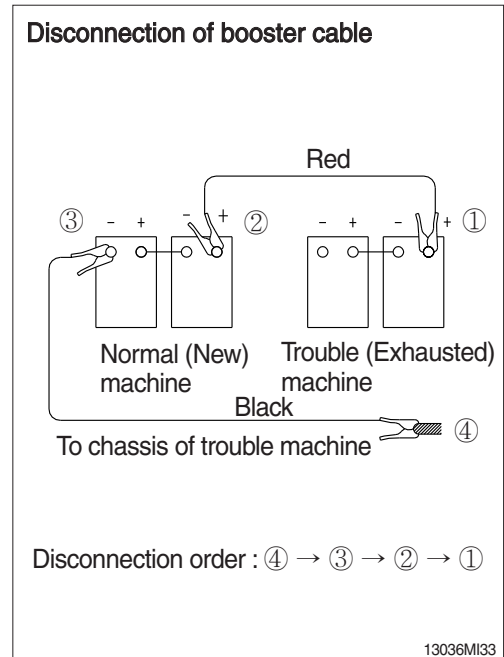 Disconnection of booster cable
Red
③ - + - + ② - + - + ①
Normal (New)
machine
Trouble (Exhausted)
machine
Black
To chassis of trouble machine ④
Disconnection order : ④ → ③ → ② → ①
13036MI33